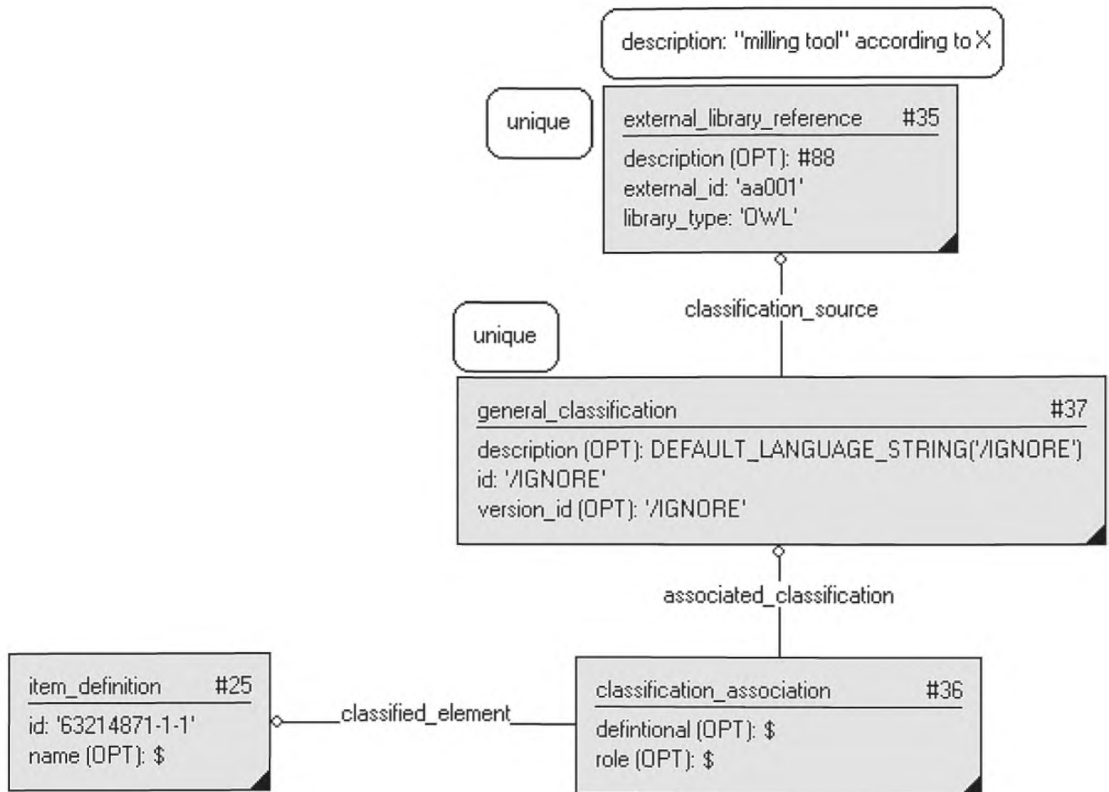 description: "milling tool" according to X
unique
external_library_reference #35
description (OPT): #88
external_id: 'aa001'
library_type: 'OWL'
classification_source
unique
general_classification #37
description (OPT): DEFAULT_LANGUAGE_STRING('/IGNORE')
id: '/IGNORE'
version_id (OPT): '/IGNORE'
associated_classification
item_definition #25
id: '63214871-1-1'
name (OPT): $
classified_element
classification_association #36
defintional (OPT): $
role (OPT): $